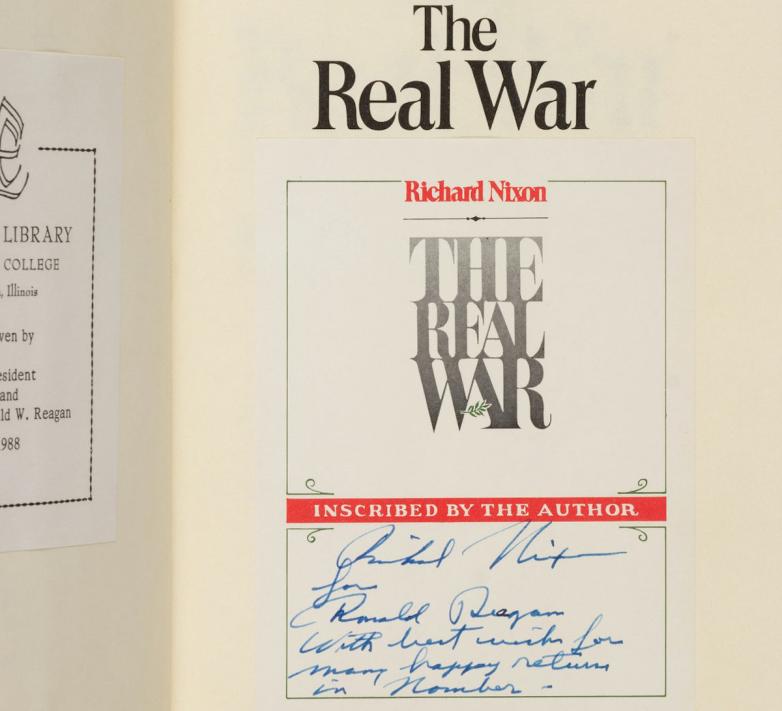 LIBRARY
COLLEGE
, Illinois
ven by
esident
and
ld W. Reagan
988
The
Real War
Richard Nixon
THE
REAL
WAR
INSCRIBED BY THE AUTHOR
Richard Nixon
for
Ronald Reagan
With best wishes for
many happy returns
in November -